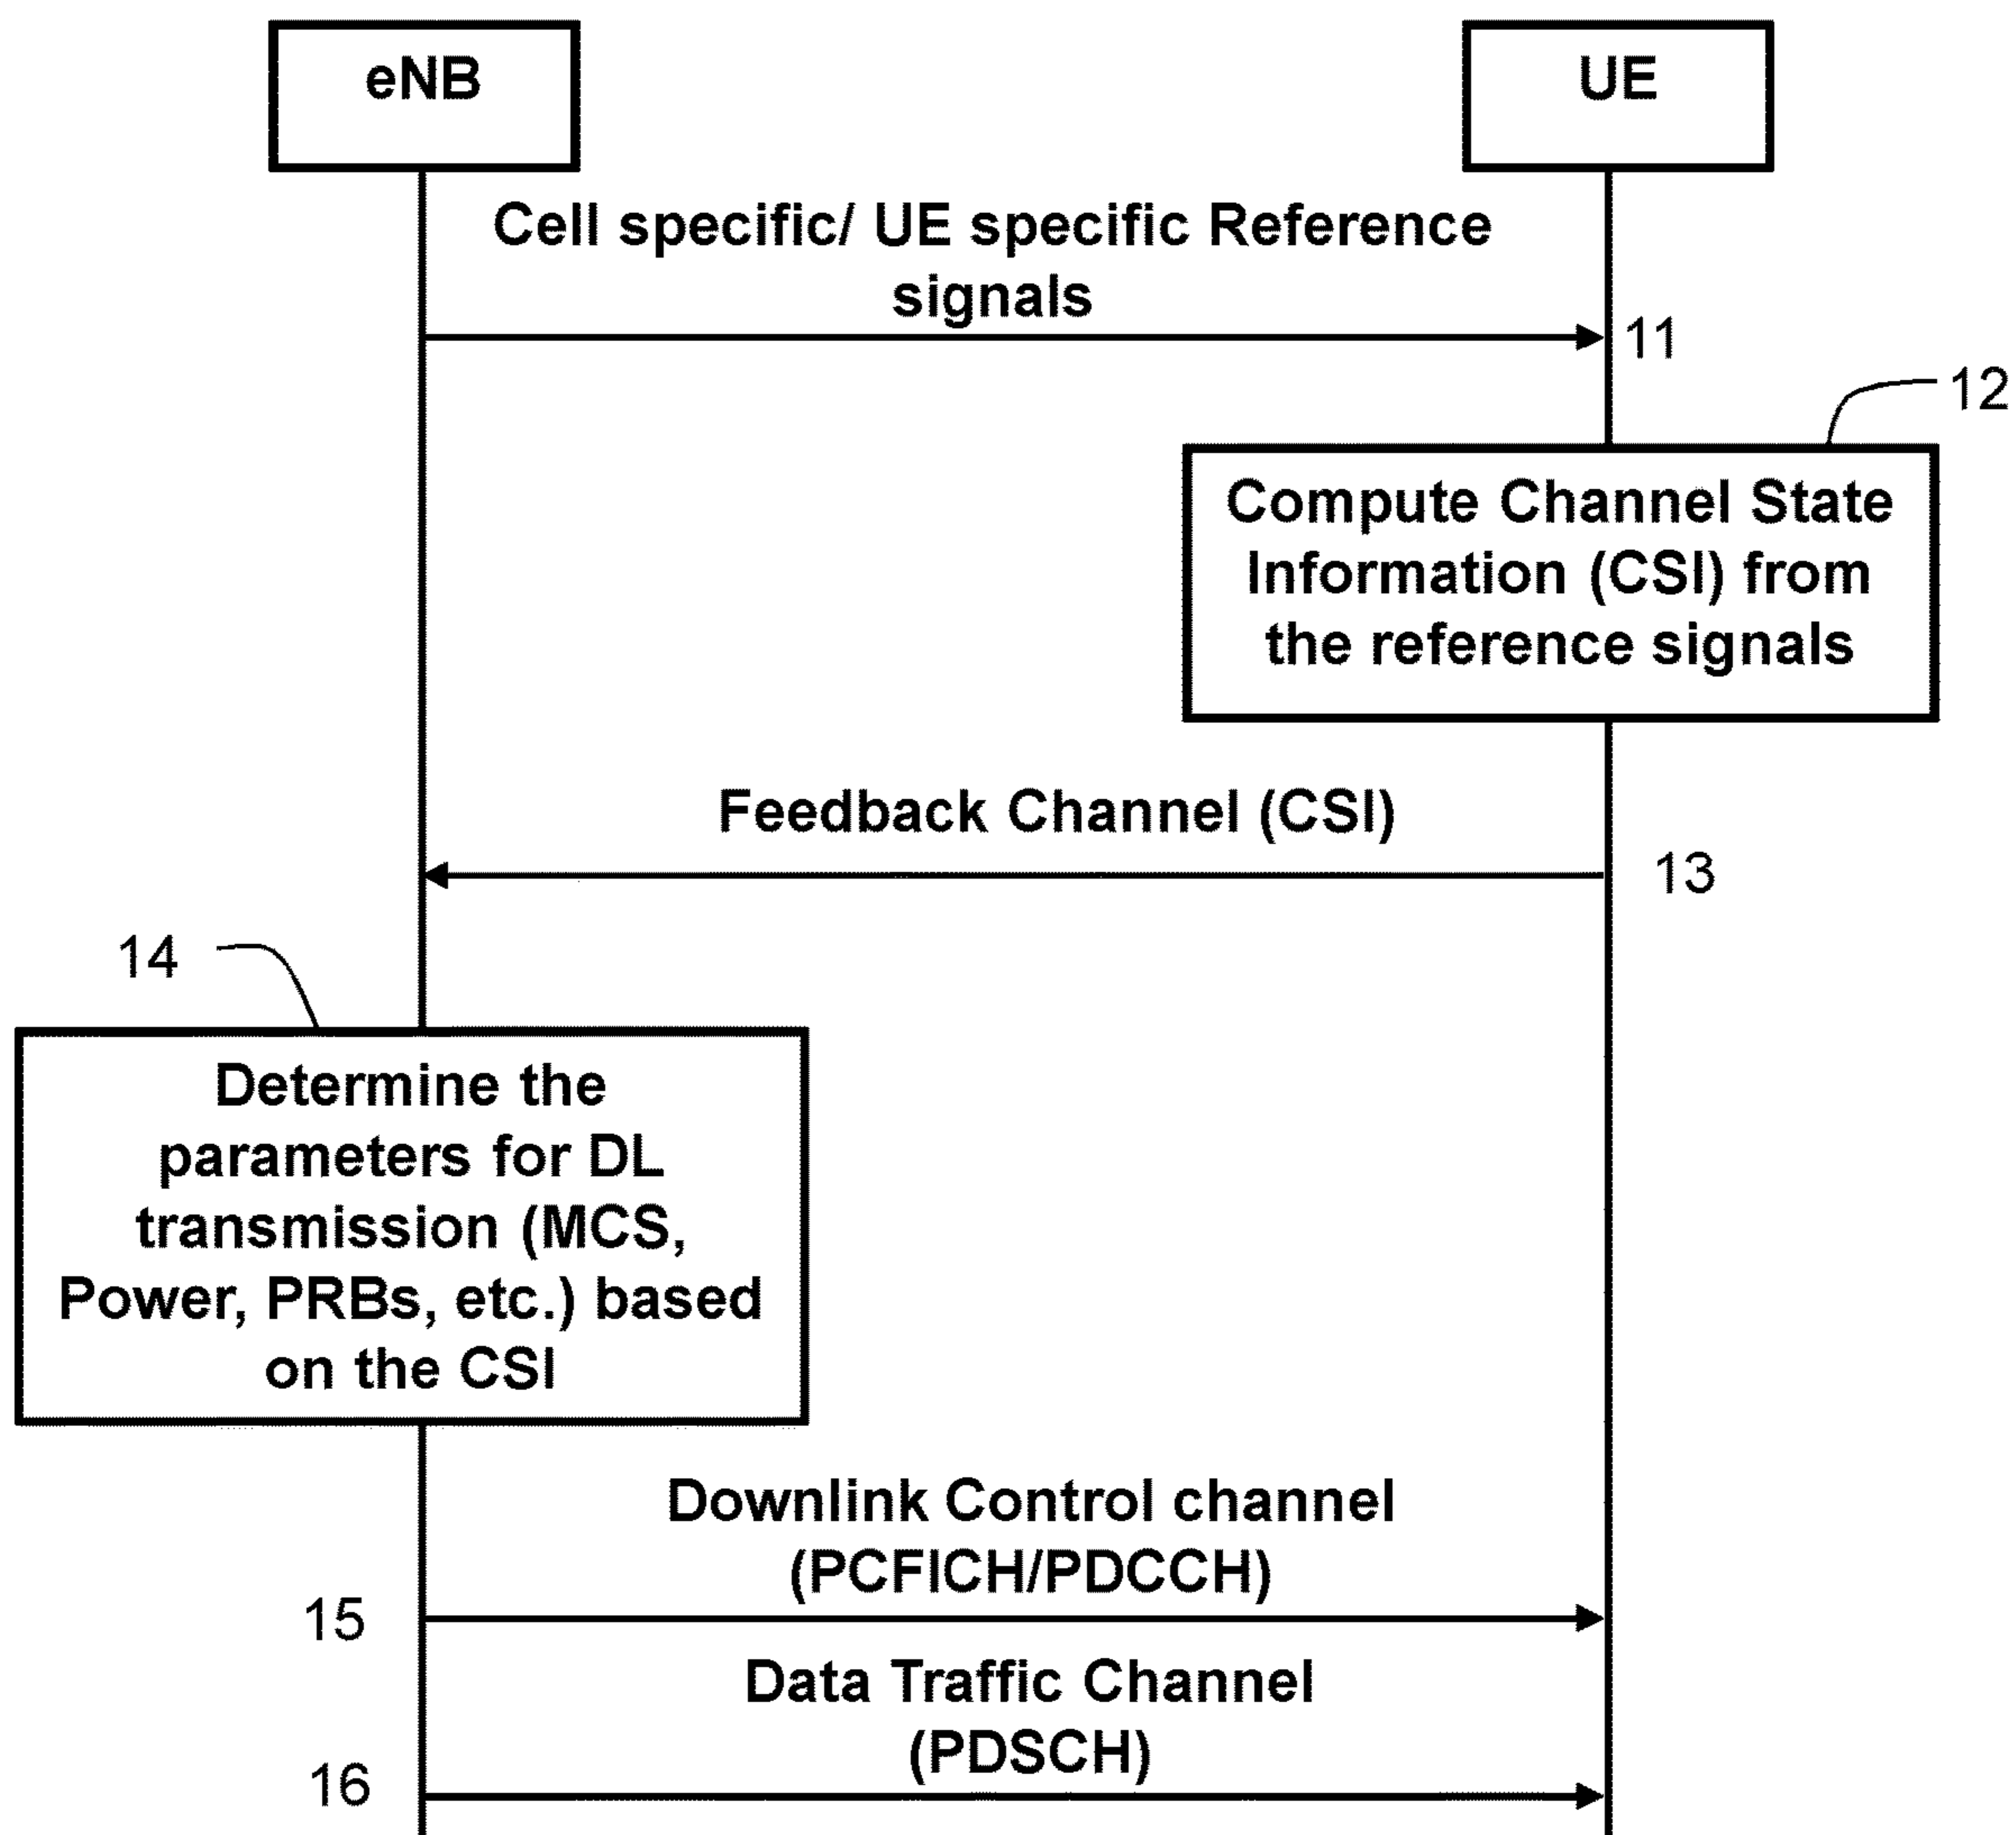 eNB
UE
Cell specific/ UE specific Reference
signals
11
12
Compute Channel State
Information (CSI) from
the reference signals
Feedback Channel (CSI)
13
14
Determine the
parameters for DL
transmission (MCS,
Power, PRBs, etc.) based
on the CSI
Downlink Control channel
(PCFICH/PDCCH)
15
Data Traffic Channel
(PDSCH)
16